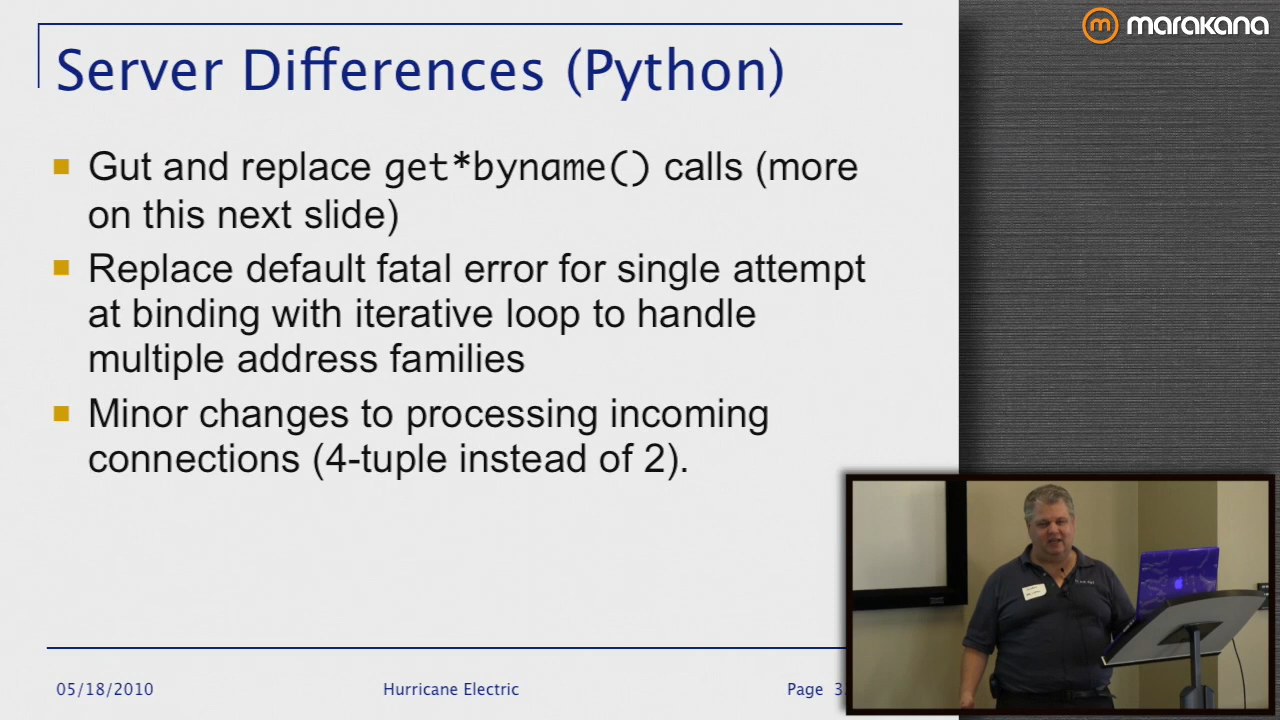 marakana
Server Differences (Python)
Gut and replace get*byname() calls (more
on this next slide)
Replace default fatal error for single attempt
at binding with iterative loop to handle
multiple address families
Minor changes to processing incoming
connections (4-tuple instead of 2).
05/18/2010
Hurricane Electric
Page